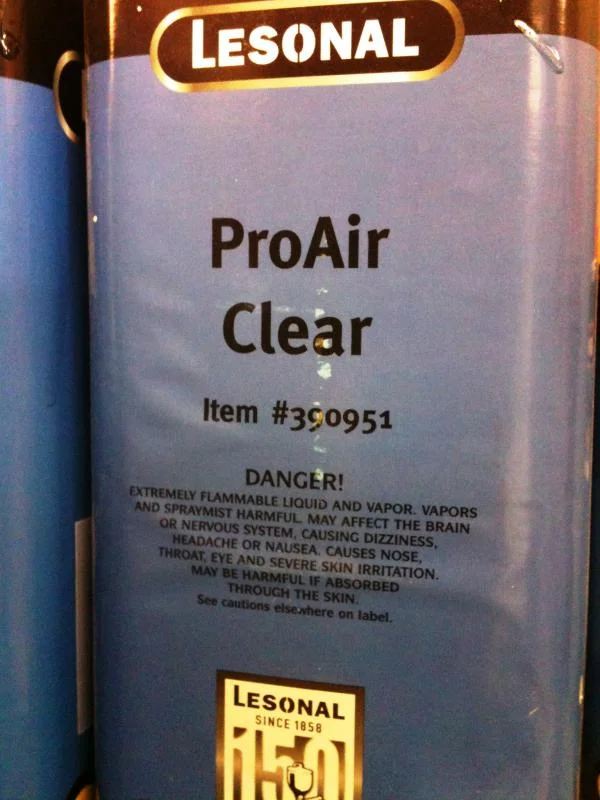 LESONAL
ProAir
Clear
Item #390951
DANGER!
EXTREMELY FLAMMABLE LIQUID AND VAPOR. VAPORS
AND SPRAYMIST HARMFUL. MAY AFFECT THE BRAIN
OR NERVOUS SYSTEM, CAUSING DIZZINESS,
HEADACHE OR NAUSEA. CAUSES NOSE,
THROAT, EYE AND SEVERE SKIN IRRITATION.
MAY BE HARMFUL IF ABSORBED
THROUGH THE SKIN.
See cautions elsewhere on label.
LESONAL
SINCE 1858
150